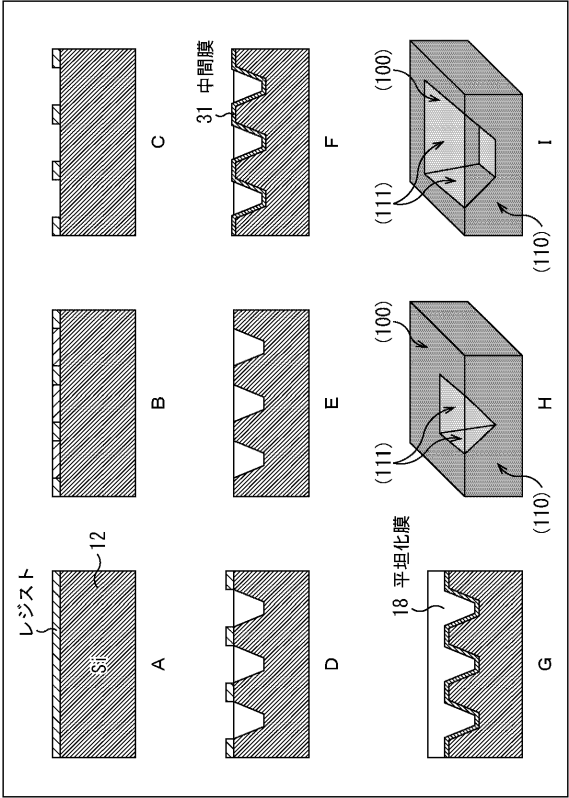 レジスト
Si
12
A
B
C
D
E
31 中間膜
F
18 平坦化膜
G
(111)
(100)
(110)
H
(111)
(100)
(110)
I